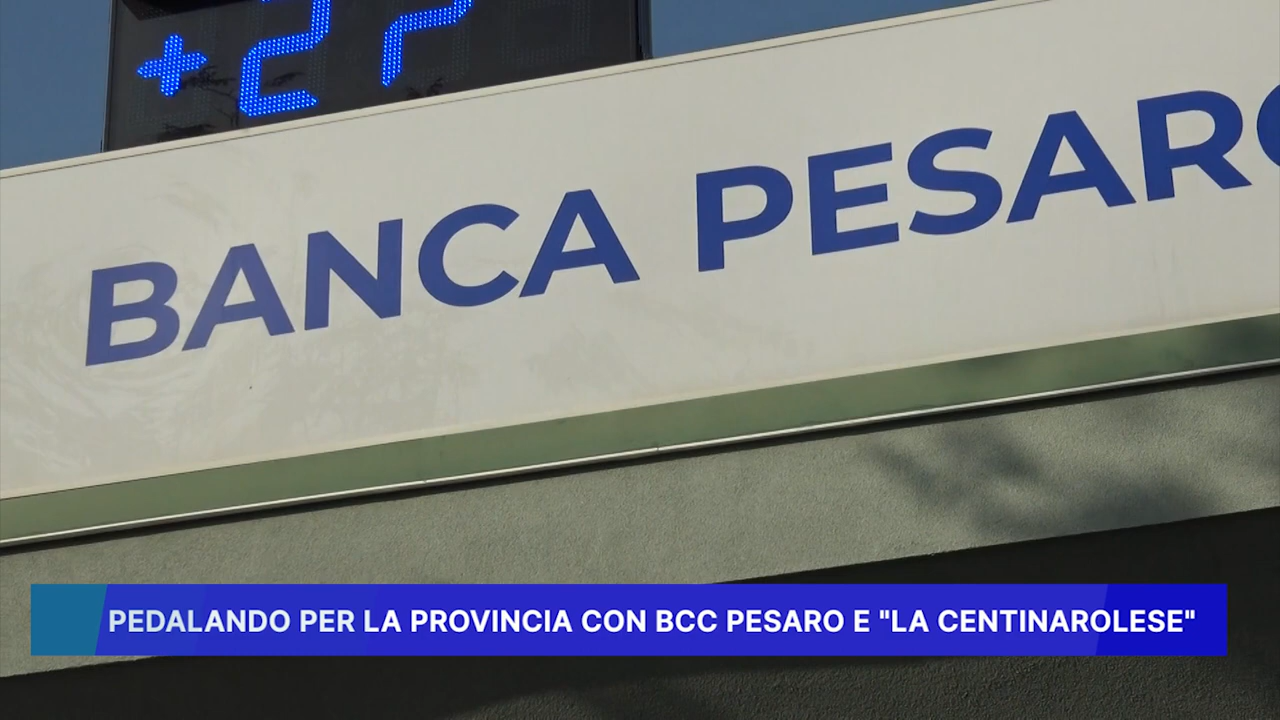 +2
BANCA PESARO
PEDALANDO PER LA PROVINCIA CON BCC PESARO E "LA CENTINAROLESE"